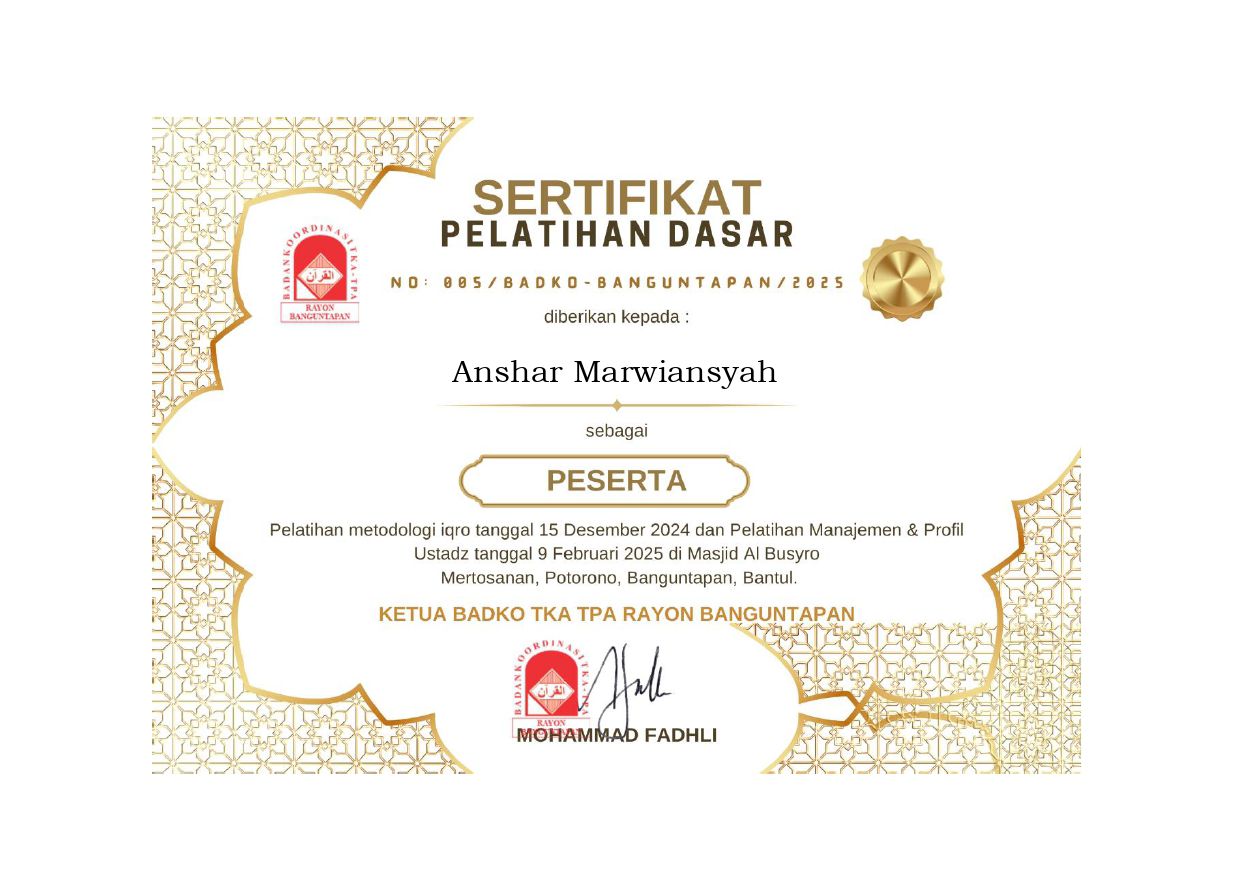 SERTIFIKAT
PELATIHAN DASAR
BADAN KOORDINASI TKA-TPA
القرآن
RAYON
BANGUNTAPAN
NO: 005/BADKO-BANGUNTAPAN/2025
diberikan kepada :
Anshar Marwiansyah
sebagai
PESERTA
Pelatihan metodologi iqro tanggal 15 Desember 2024 dan Pelatihan Manajemen & Profil
Ustadz tanggal 9 Februari 2025 di Masjid Al Busyro
Mertosanan, Potorono, Banguntapan, Bantul.
KETUA BADKO TKA TPA RAYON BANGUNTAPAN
BADAN KOORDINASI TKA-TPA
القرآن
RAYON
BANGUNTAPAN
MOHAMMAD FADHLI